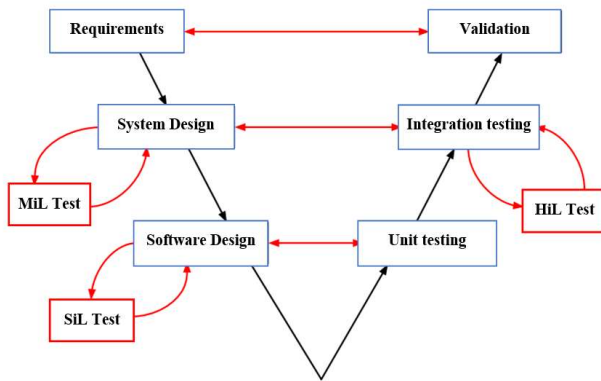 Requirements
Validation
System Design
Integration testing
MiL Test
HiL Test
Software Design
Unit testing
SiL Test